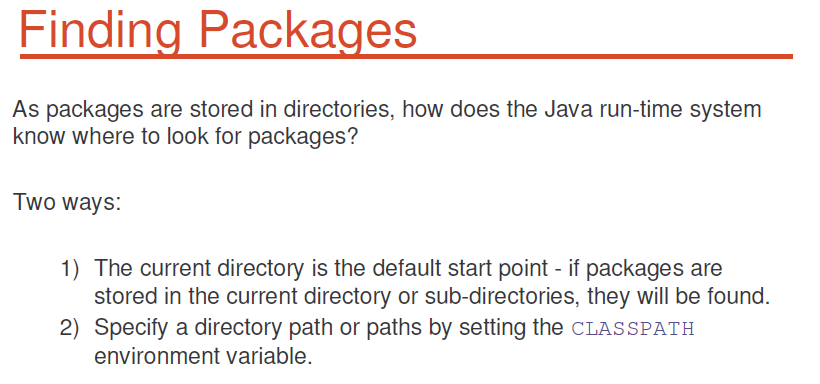 Finding Packages
As packages are stored in directories, how does the Java run-time system
know where to look for packages?
Two ways:
1) The current directory is the default start point - if packages are
stored in the current directory or sub-directories, they will be found.
2) Specify a directory path or paths by setting the CLASSPATH
environment variable.